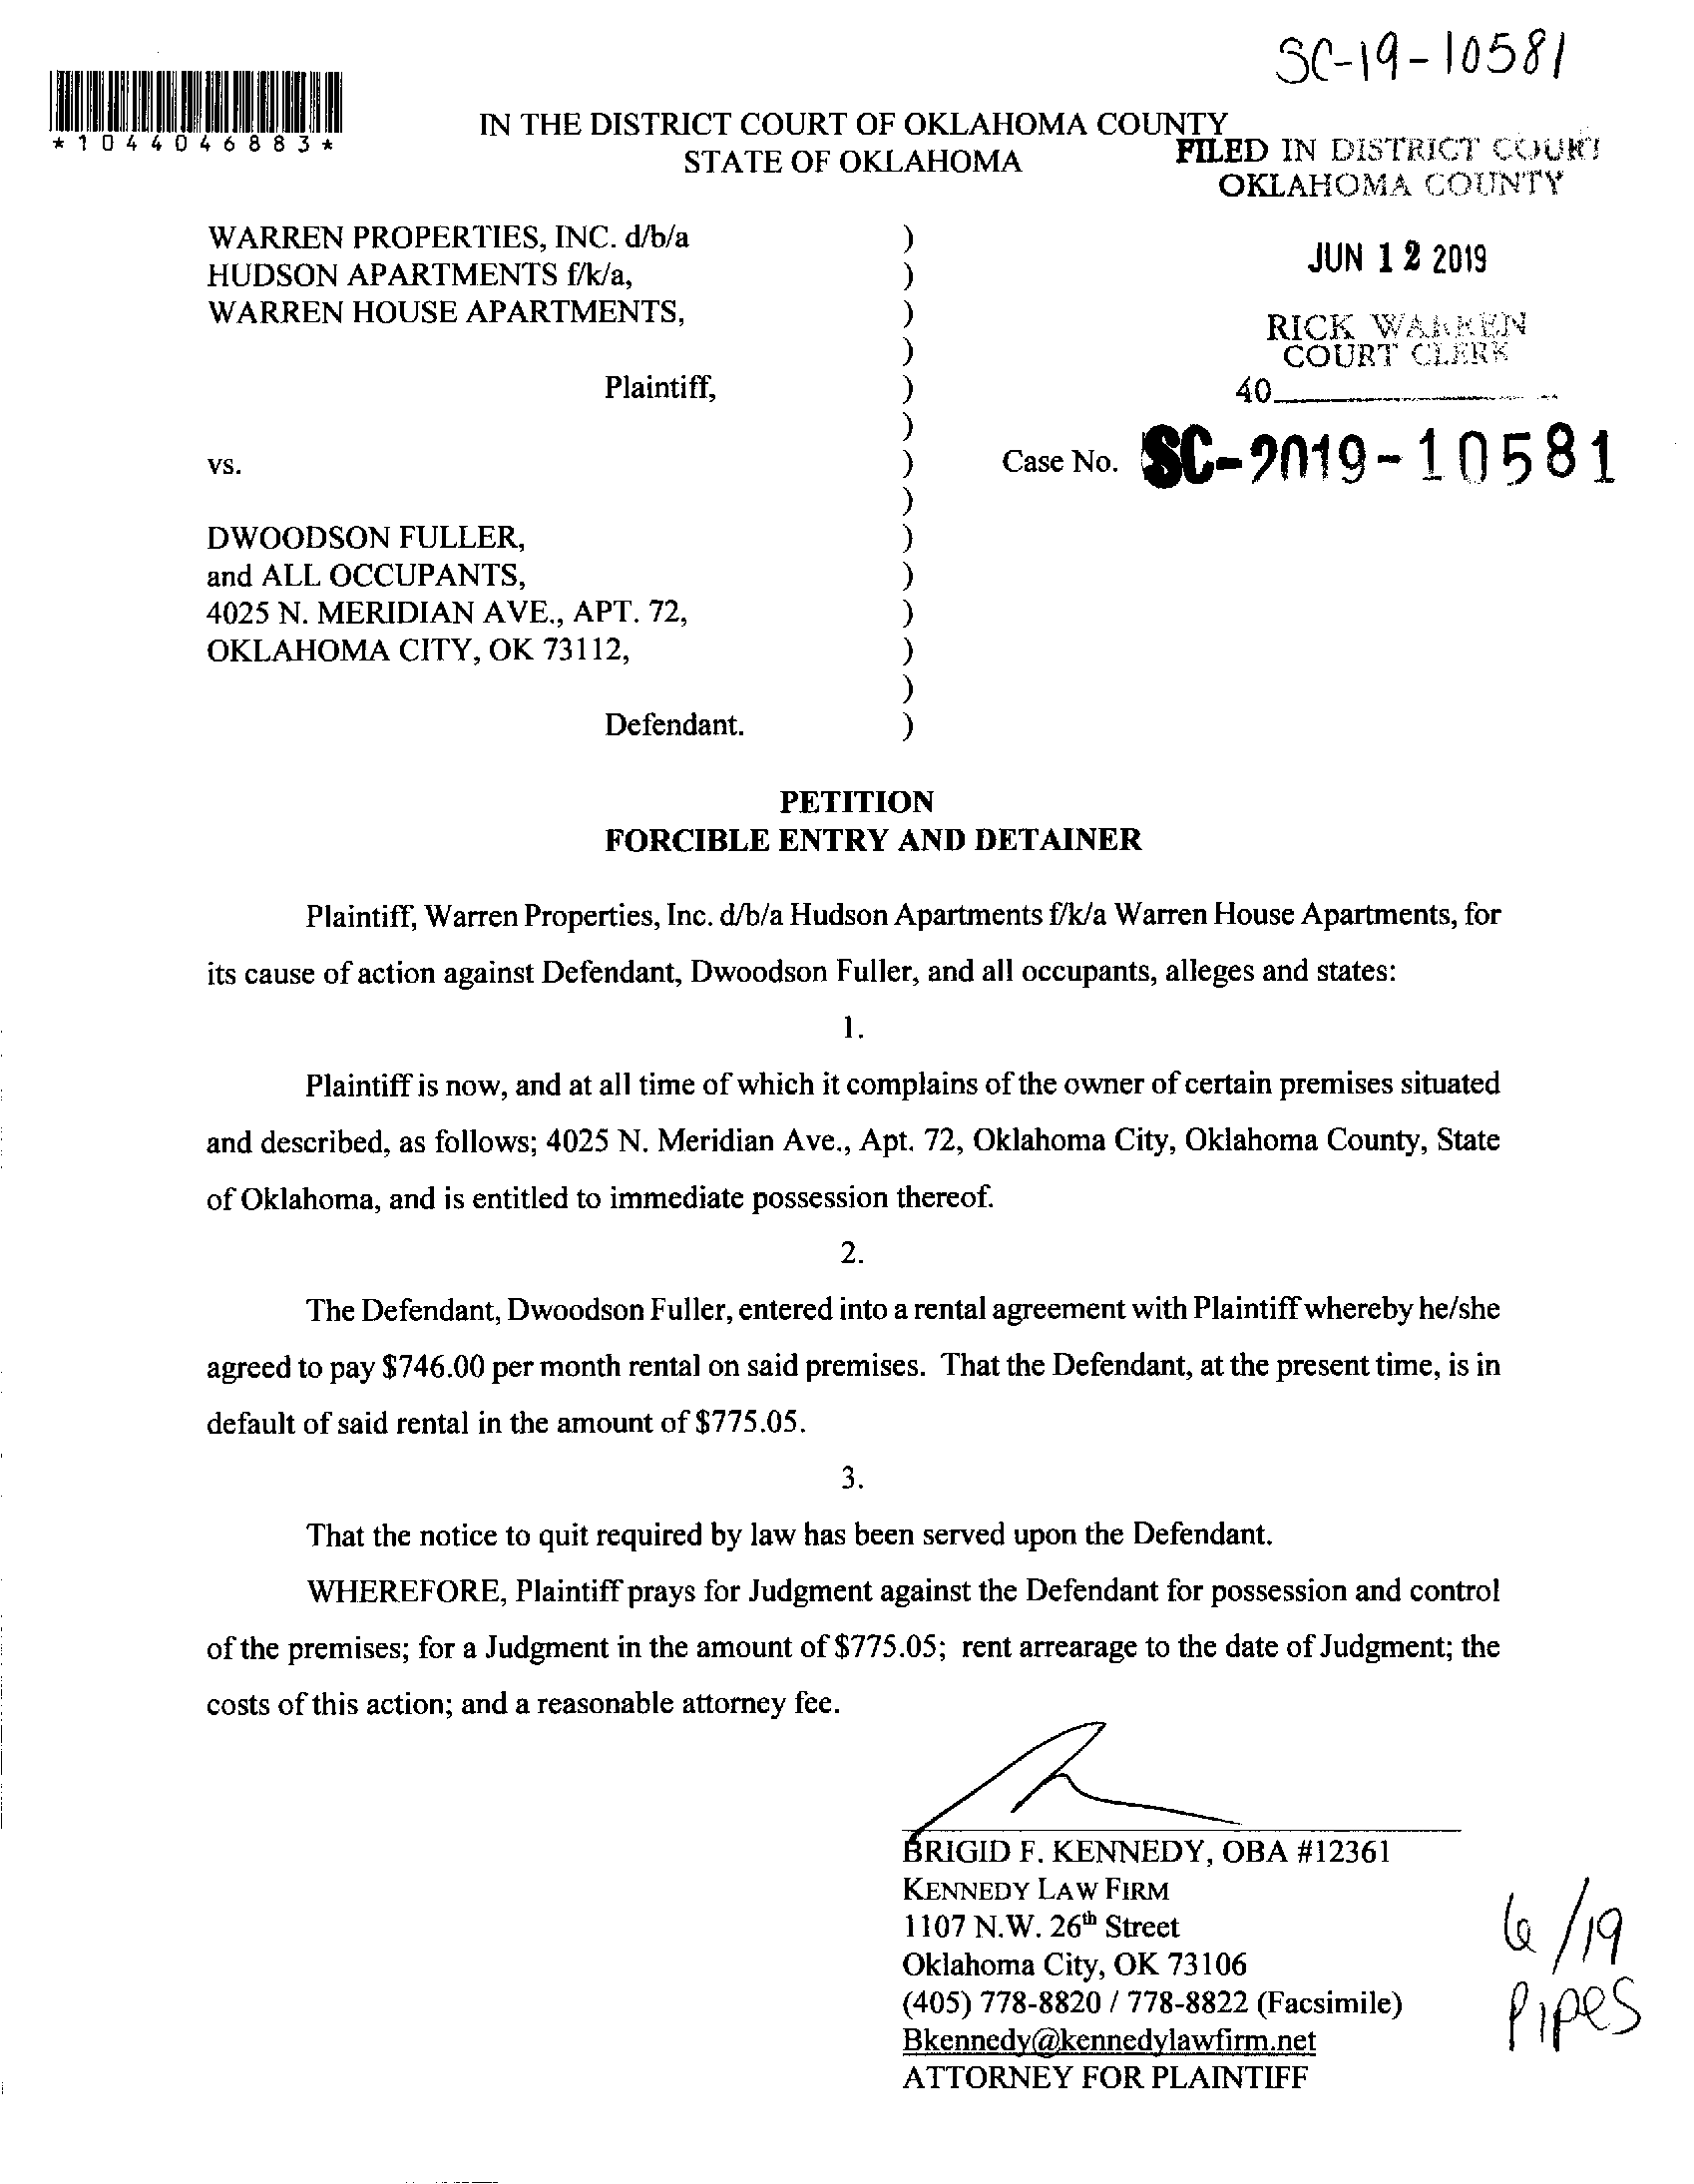 SC-19-10581
*1044046883*
IN THE DISTRICT COURT OF OKLAHOMA COUNTY
STATE OF OKLAHOMA
FILED IN DISTRICT COURT
OKLAHOMA COUNTY
JUN 12 2019
RICK WARREN
COURT CLERK
40
WARREN PROPERTIES, INC. d/b/a )
HUDSON APARTMENTS f/k/a, )
WARREN HOUSE APARTMENTS, )
)
Plaintiff, )
)
vs. ) Case No. SC-2019-10581
)
DWOODSON FULLER, )
and ALL OCCUPANTS, )
4025 N. MERIDIAN AVE., APT. 72, )
OKLAHOMA CITY, OK 73112, )
)
Defendant. )
PETITION
FORCIBLE ENTRY AND DETAINER
Plaintiff, Warren Properties, Inc. d/b/a Hudson Apartments f/k/a Warren House Apartments, for
its cause of action against Defendant, Dwoodson Fuller, and all occupants, alleges and states:
1.
Plaintiff is now, and at all time of which it complains of the owner of certain premises situated
and described, as follows; 4025 N. Meridian Ave., Apt. 72, Oklahoma City, Oklahoma County, State
of Oklahoma, and is entitled to immediate possession thereof.
2.
The Defendant, Dwoodson Fuller, entered into a rental agreement with Plaintiff whereby he/she
agreed to pay $746.00 per month rental on said premises. That the Defendant, at the present time, is in
default of said rental in the amount of $775.05.
3.
That the notice to quit required by law has been served upon the Defendant.
WHEREFORE, Plaintiff prays for Judgment against the Defendant for possession and control
of the premises; for a Judgment in the amount of $775.05; rent arrearage to the date of Judgment; the
costs of this action; and a reasonable attorney fee.
BRIGID F. KENNEDY, OBA #12361
KENNEDY LAW FIRM
1107 N.W. 26th Street
Oklahoma City, OK 73106
(405) 778-8820 / 778-8822 (Facsimile)
Bkennedy@kennedylawfirm.net
ATTORNEY FOR PLAINTIFF
6/19
Pipes